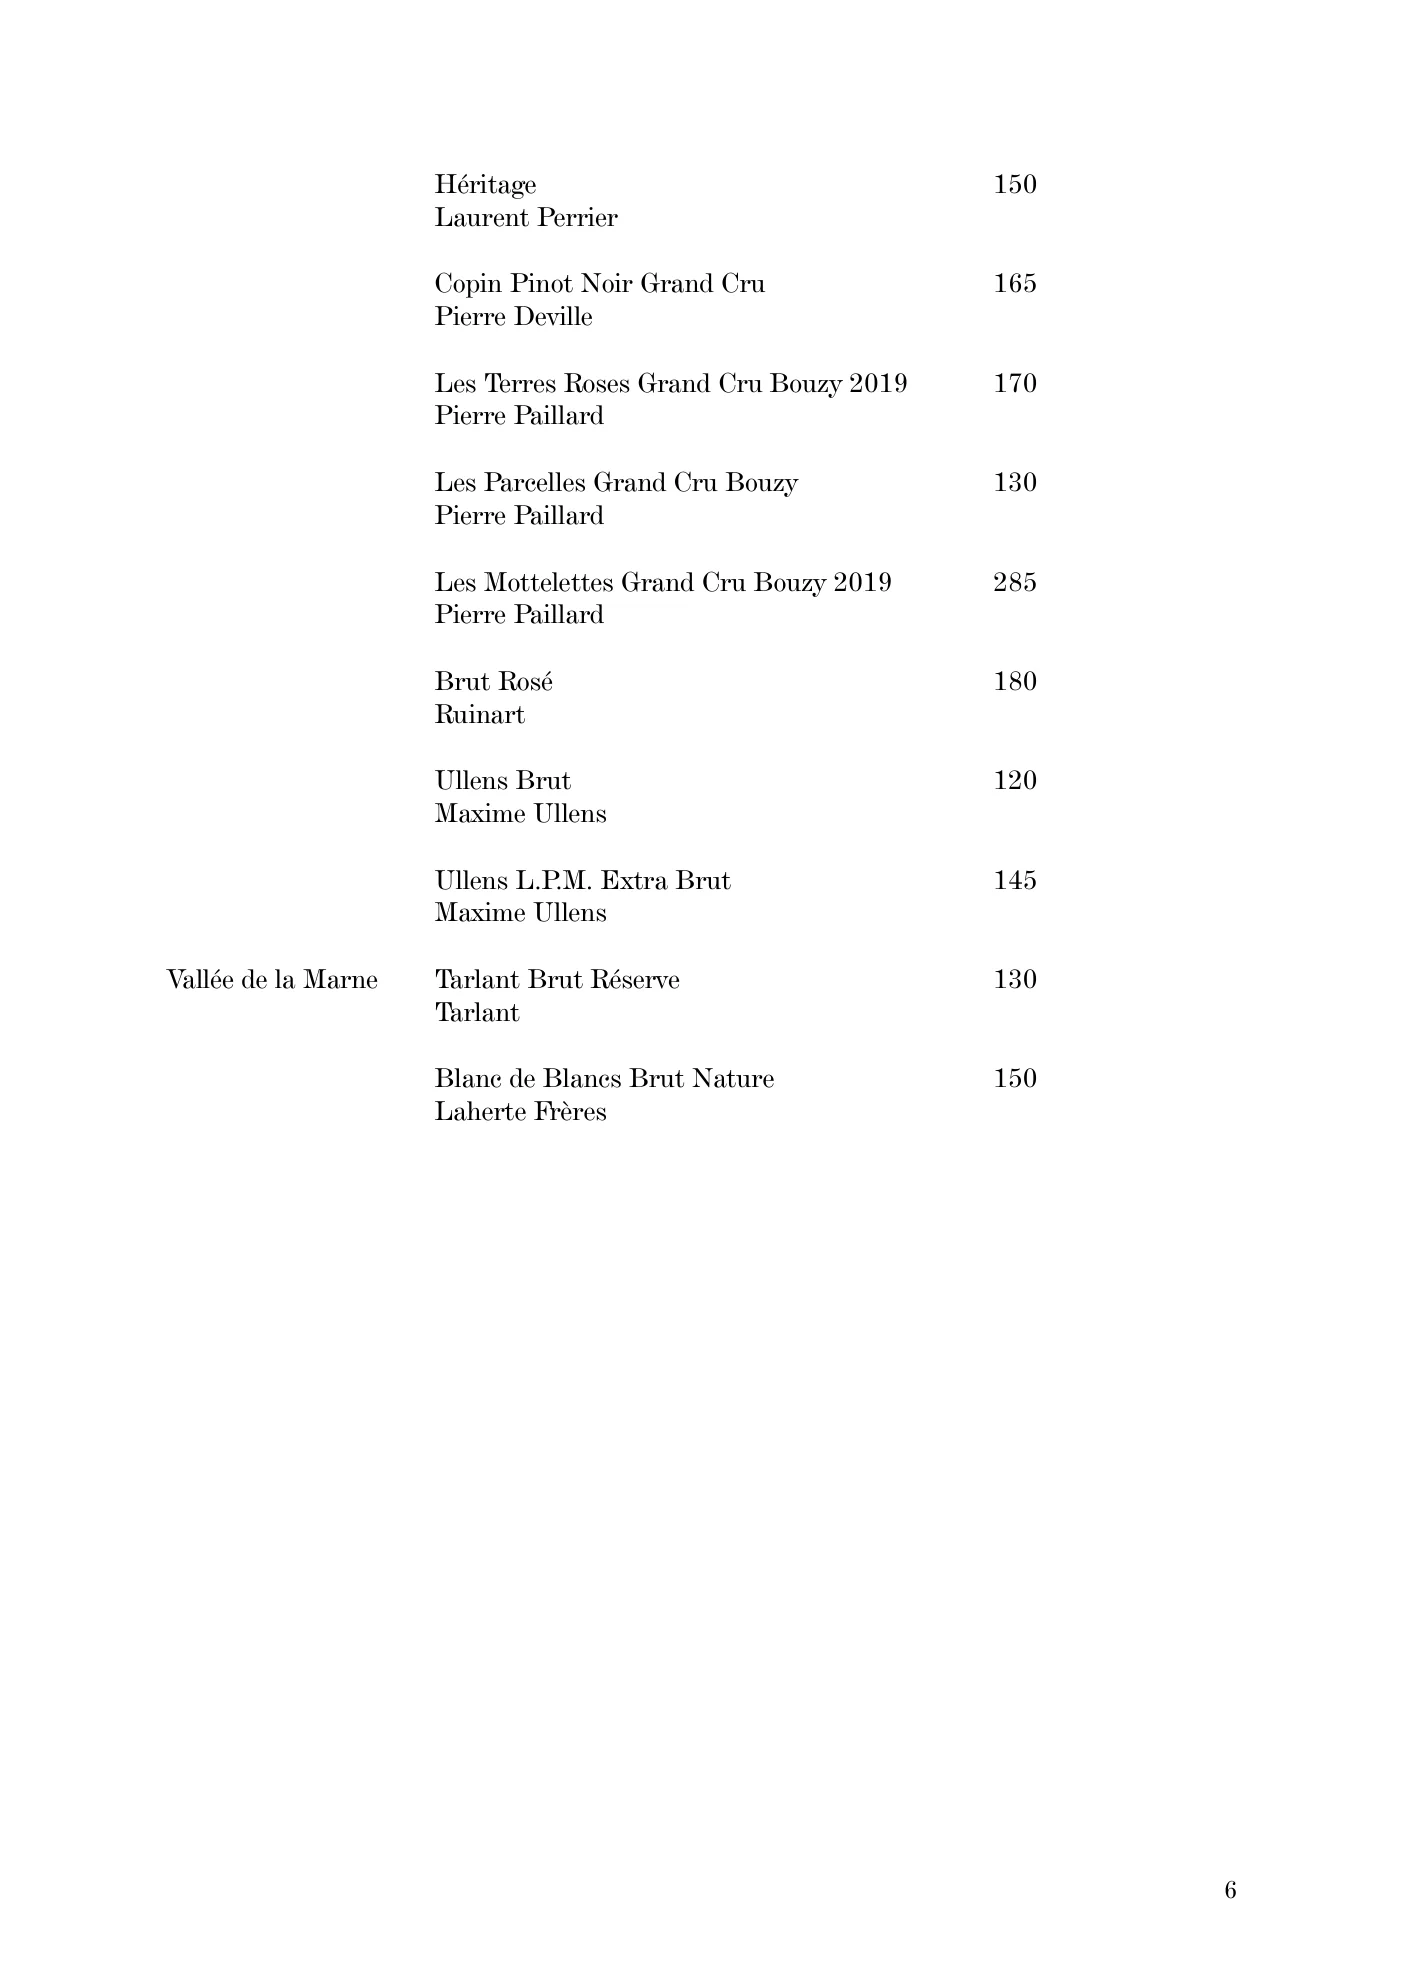 Héritage 150
Laurent Perrier
Copin Pinot Noir Grand Cru 165
Pierre Deville
Les Terres Roses Grand Cru Bouzy 2019 170
Pierre Paillard
Les Parcelles Grand Cru Bouzy 130
Pierre Paillard
Les Mottelettes Grand Cru Bouzy 2019 285
Pierre Paillard
Brut Rosé 180
Ruinart
Ullens Brut 120
Maxime Ullens
Ullens L.P.M. Extra Brut 145
Maxime Ullens
Vallée de la Marne Tarlant Brut Réserve 130
Tarlant
Blanc de Blancs Brut Nature 150
Laherte Frères
6